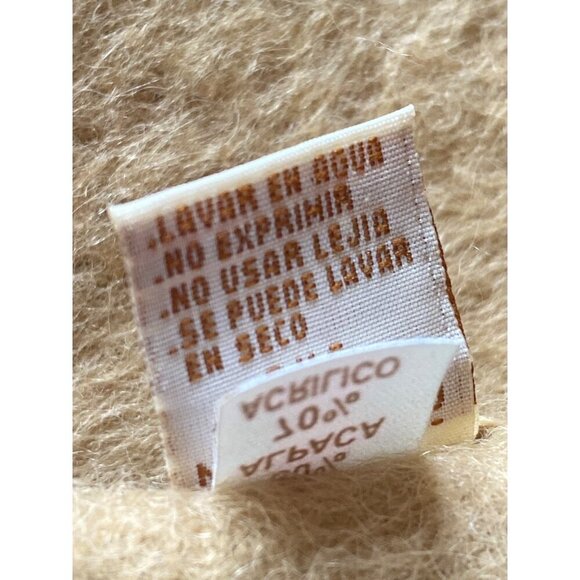 .LAVAR EN AGUA
.NO EXPRIMIR
.NO USAR LEJIA
.SE PUEDE LAVAR
EN SECO
ALPACA
70%
ACRILICO